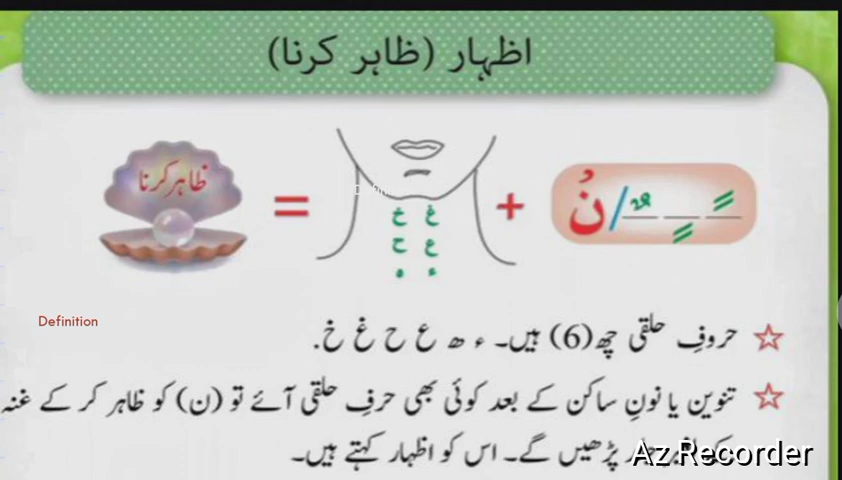 اظہار (ظاہر کرنا)
نْ / ـٌ ـٍ ـً
+
غ خ
ع ح
ء ہ
=
ظاہر کرنا
Definition
حروفِ حلقی چھ(6) ہیں۔ ء ھ ع ح غ خ.
تنوین یا نونِ ساکن کے بعد کوئی بھی حرفِ حلقی آئے تو (ن) کو ظاہر کر کے غنہ
پڑھیں گے۔ اس کو اظہار کہتے ہیں۔
Az Recorder